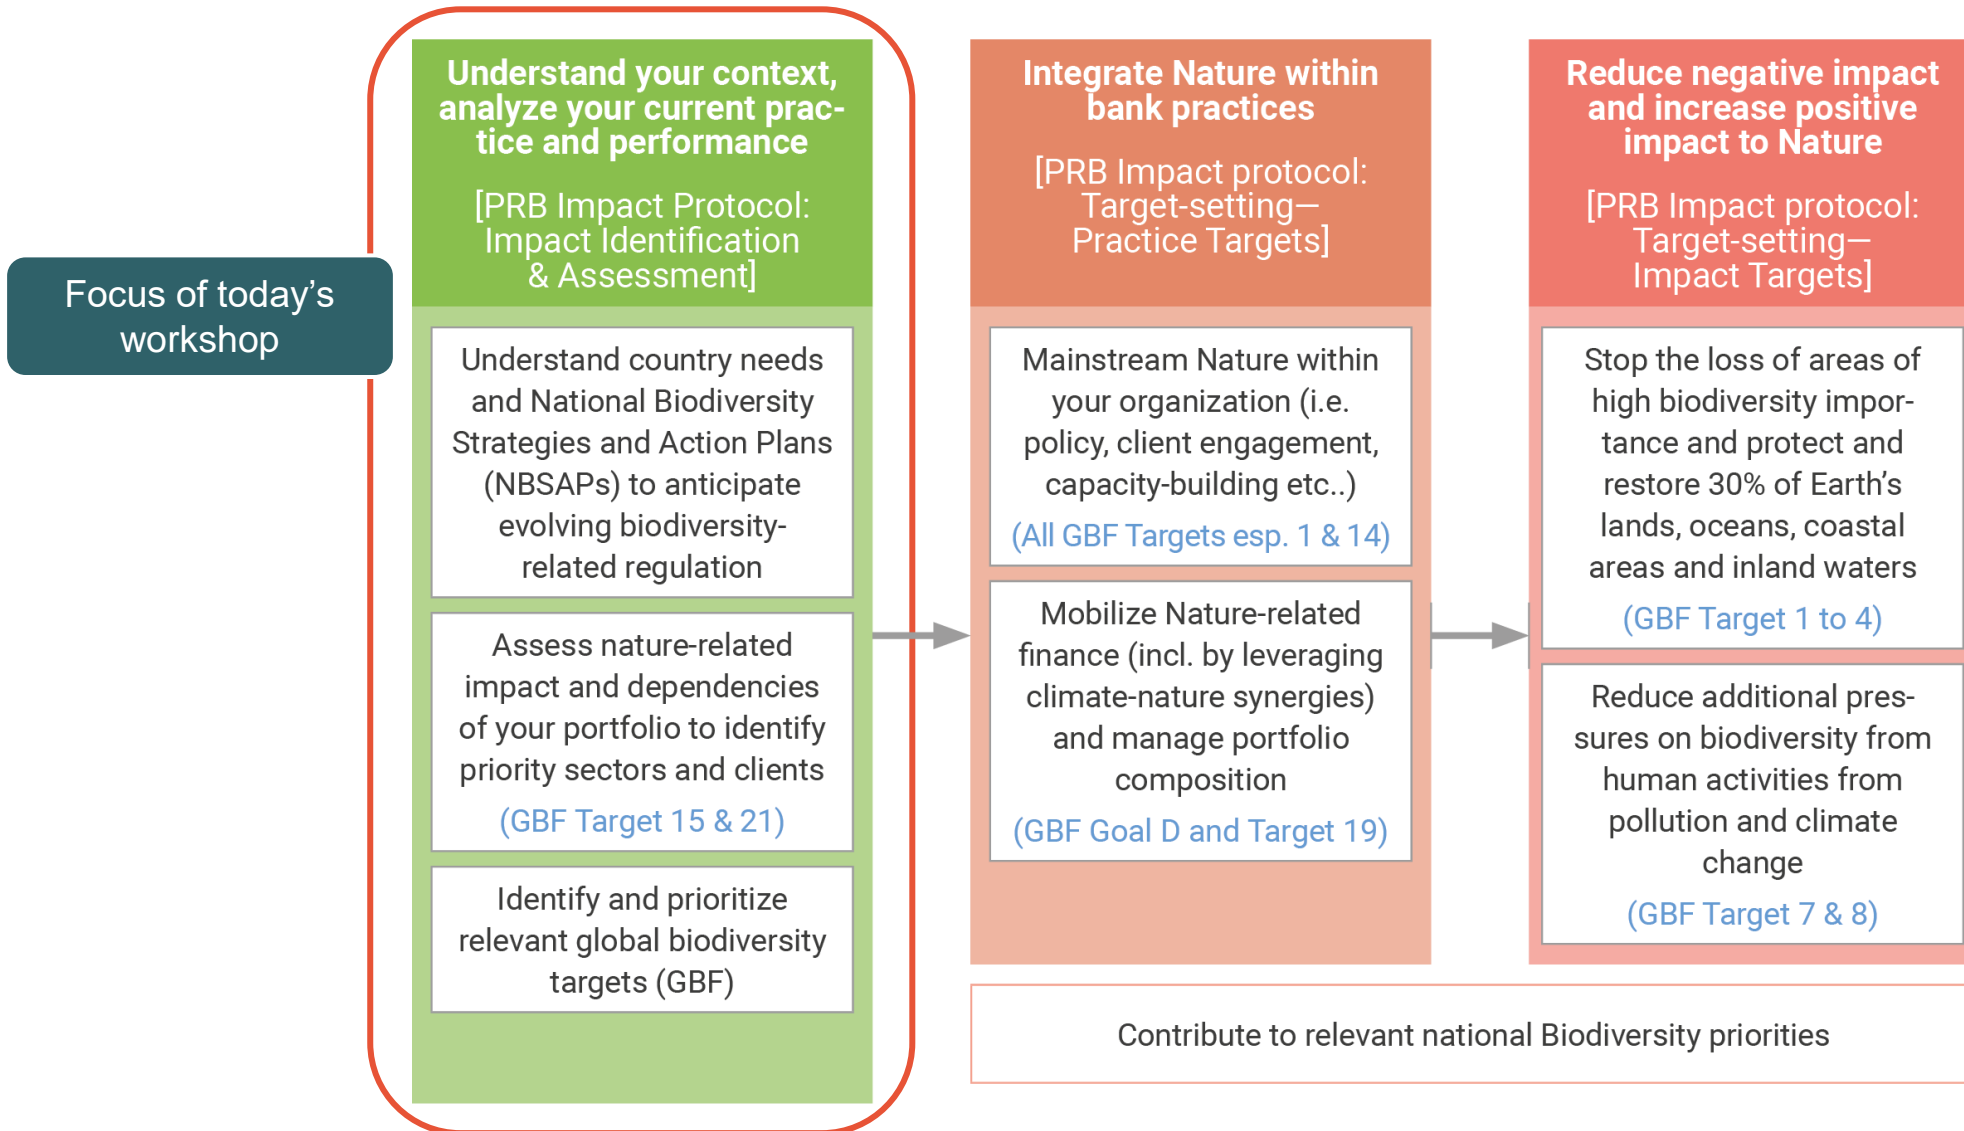 Focus of today's
workshop
Understand your context,
analyze your current prac-
tice and performance
[PRB Impact Protocol:
Impact Identification
& Assessment]
Understand country needs
and National Biodiversity
Strategies and Action Plans
(NBSAPs) to anticipate
evolving biodiversity-
related regulation
Assess nature-related
impact and dependencies
of your portfolio to identify
priority sectors and clients
(GBF Target 15 & 21)
Identify and prioritize
relevant global biodiversity
targets (GBF)
Integrate Nature within
bank practices
[PRB Impact protocol:
Target-setting—
Practice Targets]
Mainstream Nature within
your organization (i.e.
policy, client engagement,
capacity-building etc..)
(All GBF Targets esp. 1 & 14)
Mobilize Nature-related
finance (incl. by leveraging
climate-nature synergies)
and manage portfolio
composition
(GBF Goal D and Target 19)
Reduce negative impact
and increase positive
impact to Nature
[PRB Impact protocol:
Target-setting—
Impact Targets]
Stop the loss of areas of
high biodiversity impor-
tance and protect and
restore 30% of Earth's
lands, oceans, coastal
areas and inland waters
(GBF Target 1 to 4)
Reduce additional pres-
sures on biodiversity from
human activities from
pollution and climate
change
(GBF Target 7 & 8)
Contribute to relevant national Biodiversity priorities